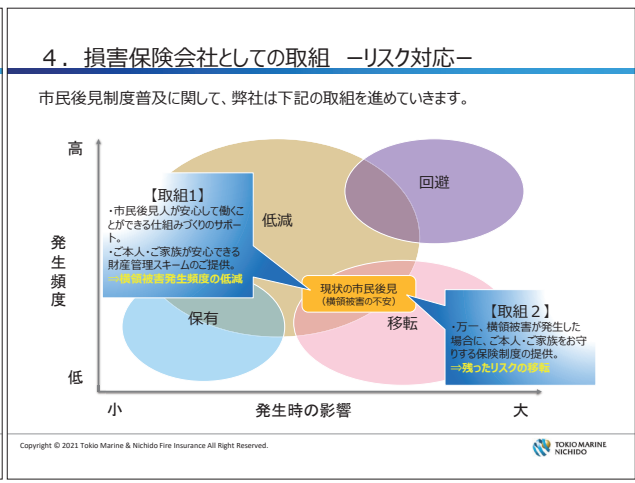 ４．損害保険会社としての取組　－リスク対応－
市民後見制度普及に関して、弊社は下記の取組を進めていきます。
高
回避
【取組1】
・市民後見人が安心して働くこ
とができる仕組みづくりのサポー
ト。
・ご本人・ご家族が安心できる
財産管理スキームのご提供。
⇒横領被害発生頻度の低減
低減
発生頻度
現状の市民後見
（横領被害の不安）
保有
移転
【取組２】
・万一、横領被害が発生した
場合に、ご本人・ご家族をお守
りする保険制度の提供。
⇒残ったリスクの移転
低
小
発生時の影響
大
Copyright © 2021 Tokio Marine & Nichido Fire Insurance All Right Reserved.
TOKIO MARINE
NICHIDO